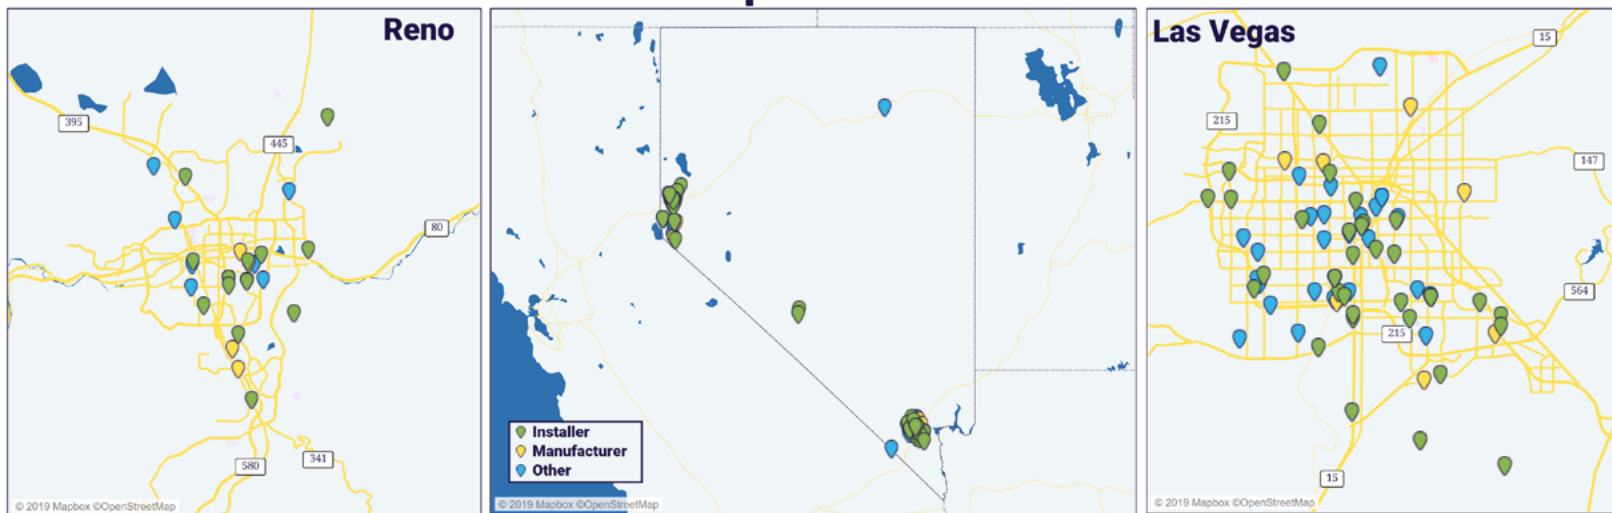 Reno
395
445
80
580
341
© 2019 Mapbox ©OpenStreetMap
Installer
Manufacturer
Other
© 2019 Mapbox ©OpenStreetMap
Las Vegas
15
215
147
564
215
15
© 2019 Mapbox ©OpenStreetMap